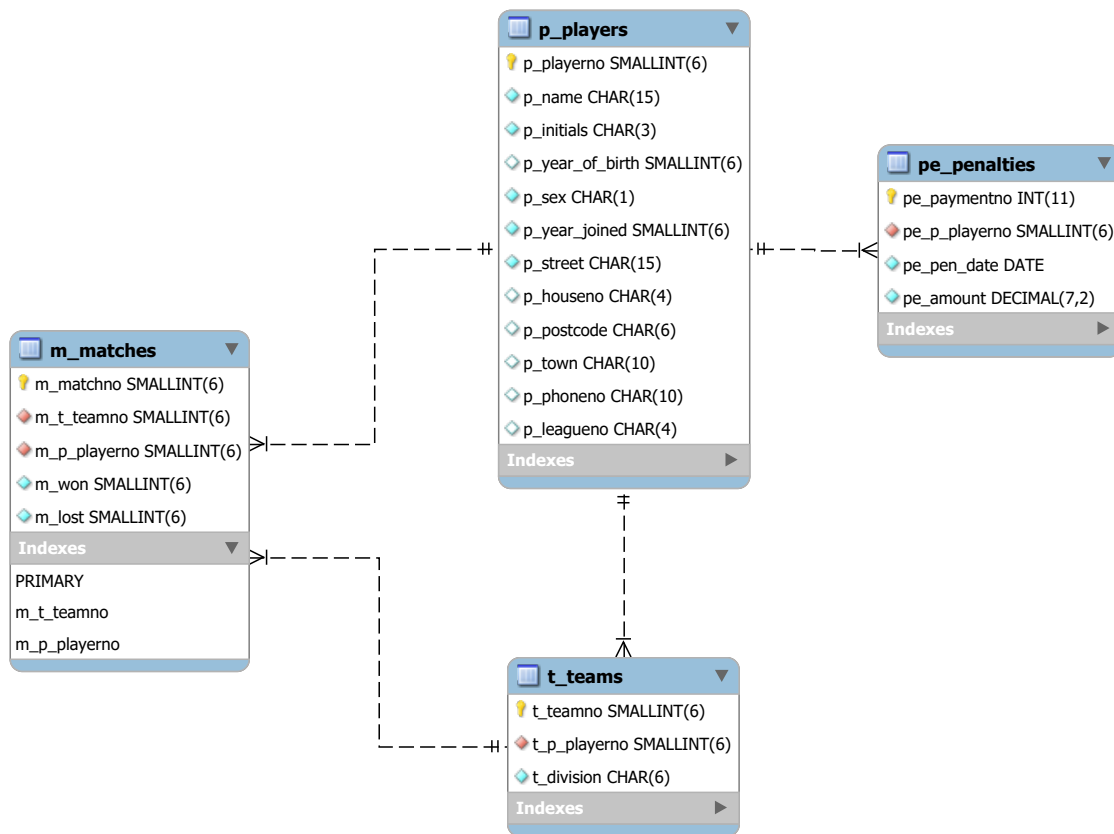 p_players
p_playerno SMALLINT(6)
p_name CHAR(15)
p_initials CHAR(3)
p_year_of_birth SMALLINT(6)
p_sex CHAR(1)
p_year_joined SMALLINT(6)
p_street CHAR(15)
p_houseno CHAR(4)
p_postcode CHAR(6)
p_town CHAR(10)
p_phoneno CHAR(10)
p_leagueno CHAR(4)
Indexes
pe_penalties
pe_paymentno INT(11)
pe_p_playerno SMALLINT(6)
pe_pen_date DATE
pe_amount DECIMAL(7,2)
Indexes
m_matches
m_matchno SMALLINT(6)
m_t_teamno SMALLINT(6)
m_p_playerno SMALLINT(6)
m_won SMALLINT(6)
m_lost SMALLINT(6)
Indexes
PRIMARY
m_t_teamno
m_p_playerno
t_teams
t_teamno SMALLINT(6)
t_p_playerno SMALLINT(6)
t_division CHAR(6)
Indexes